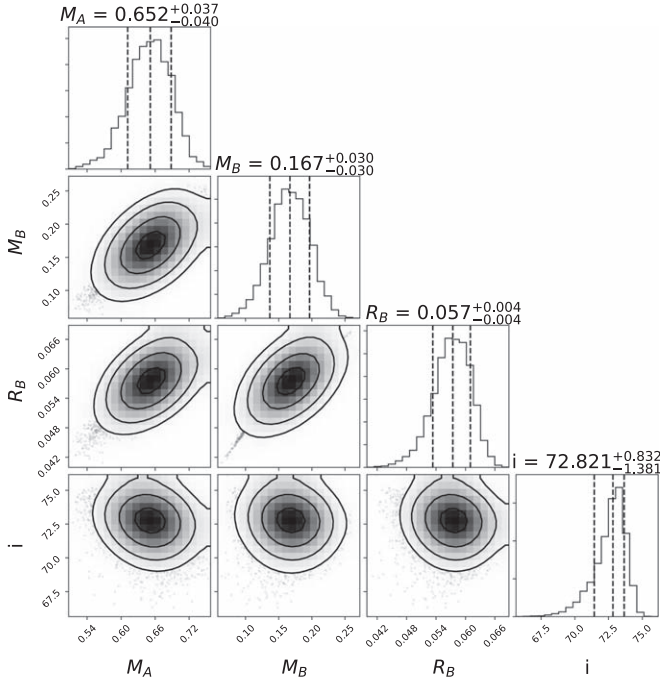 M_A = 0.652^{+0.037}_{-0.040}
M_B = 0.167^{+0.030}_{-0.030}
0.25
0.20
0.15
0.10
M_B
R_B = 0.057^{+0.004}_{-0.004}
0.066
0.060
0.054
0.048
0.042
R_B
i = 72.821^{+0.832}_{-1.381}
75.0
72.5
70.0
67.5
i
0.54 0.60 0.66 0.72
0.10 0.15 0.20 0.25
0.042 0.048 0.054 0.060 0.066
67.5 70.0 72.5 75.0
M_A M_B R_B i